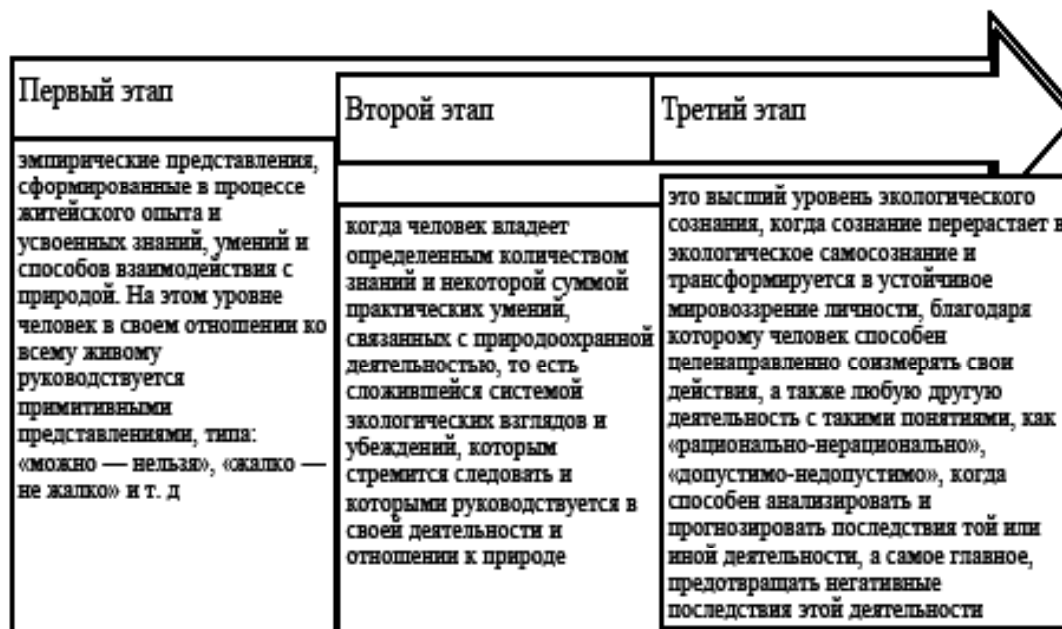 Первый этап
эмпирические представления,
сформированные в процессе
житейского опыта и
усвоенных знаний, умений и
способов взаимодействия с
природой. На этом уровне
человек в своем отношении ко
всему живому
руководствуется
примитивными
представлениями, типа:
«можно — нельзя», «жалко —
не жалко» и т. д
Второй этап
когда человек владеет
определенным количеством
знаний и некоторой суммой
практических умений,
связанных с природоохранной
деятельностью, то есть
сложившейся системой
экологических взглядов и
убеждений, которым
стремится следовать и
которыми руководствуется в
своей деятельности и
отношении к природе
Третий этап
это высший уровень экологического
сознания, когда сознание перерастает в
экологическое самосознание и
трансформируется в устойчивое
мировоззрение личности, благодаря
которому человек способен
целенаправленно соизмерять свои
действия, а также любую другую
деятельность с такими понятиями, как
«рационально-нерационально»,
«допустимо-недопустимо», когда
способен анализировать и
прогнозировать последствия той или
иной деятельности, а самое главное,
предотвращать негативные
последствия этой деятельности